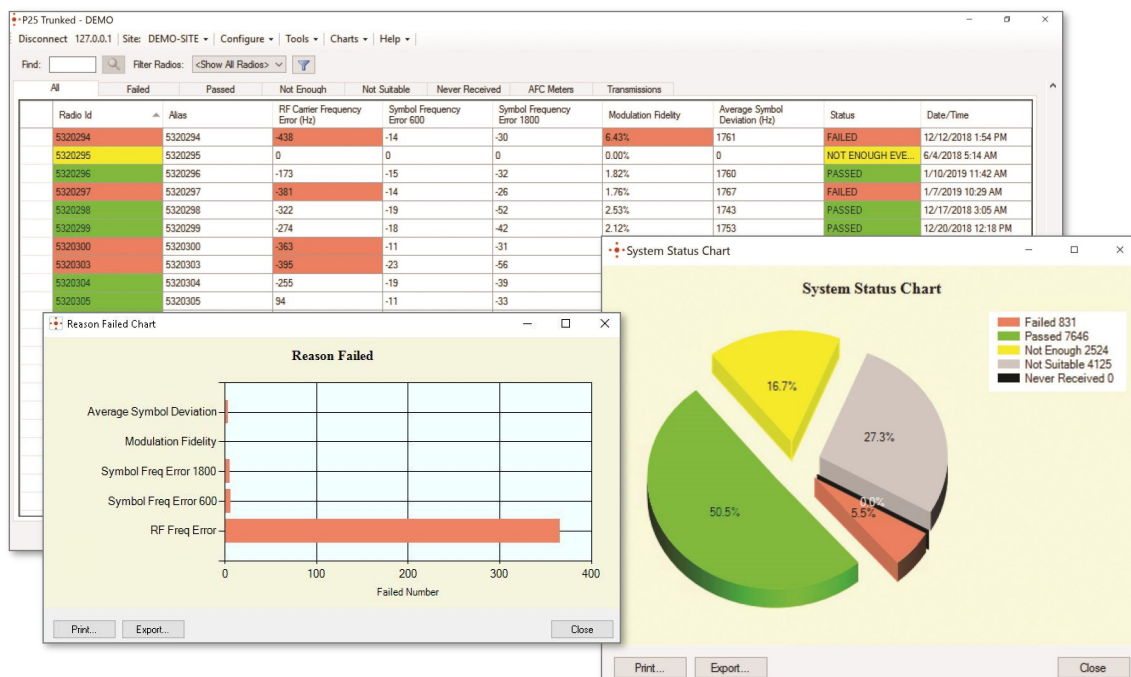 P25 Trunked - DEMO
Disconnect 127.0.0.1 Site: DEMO-SITE Configure Tools Charts Help
Find: Filter Radios: <Show All Radios>
All Failed Passed Not Enough Not Suitable Never Received AFC Meters Transmissions
Radio Id Alias RF Carrier Frequency Error (Hz) Symbol Frequency Error 600 Symbol Frequency Error 1800 Modulation Fidelity Average Symbol Deviation (Hz) Status Date/Time
5320294 5320294 -438 -14 -30 6.43% 1761 FAILED 12/12/2018 1:54 PM
5320295 5320295 0 0 0 0.00% 0 NOT ENOUGH EVE... 6/4/2018 5:14 AM
5320296 5320296 -173 -15 -32 1.82% 1760 PASSED 1/10/2019 11:42 AM
5320297 5320297 -381 -14 -26 1.76% 1767 FAILED 1/7/2019 10:29 AM
5320298 5320298 -322 -19 -52 2.53% 1743 PASSED 12/17/2018 3:05 AM
5320299 5320299 -274 -18 -42 2.12% 1753 PASSED 12/20/2018 12:18 PM
5320300 5320300 -363 -11 -31
5320303 5320303 -395 -23 -56
5320304 5320304 -255 -19 -39
5320305 5320305 94 -11 -33
Reason Failed Chart
Reason Failed
Average Symbol Deviation
Modulation Fidelity
Symbol Freq Error 1800
Symbol Freq Error 600
RF Freq Error
0 100 200 300 400
Failed Number
Print... Export... Close
System Status Chart
System Status Chart
Failed 831
Passed 7646
Not Enough 2524
Not Suitable 4125
Never Received 0
16.7%
27.3%
0.0%
5.5%
50.5%
Print... Export... Close